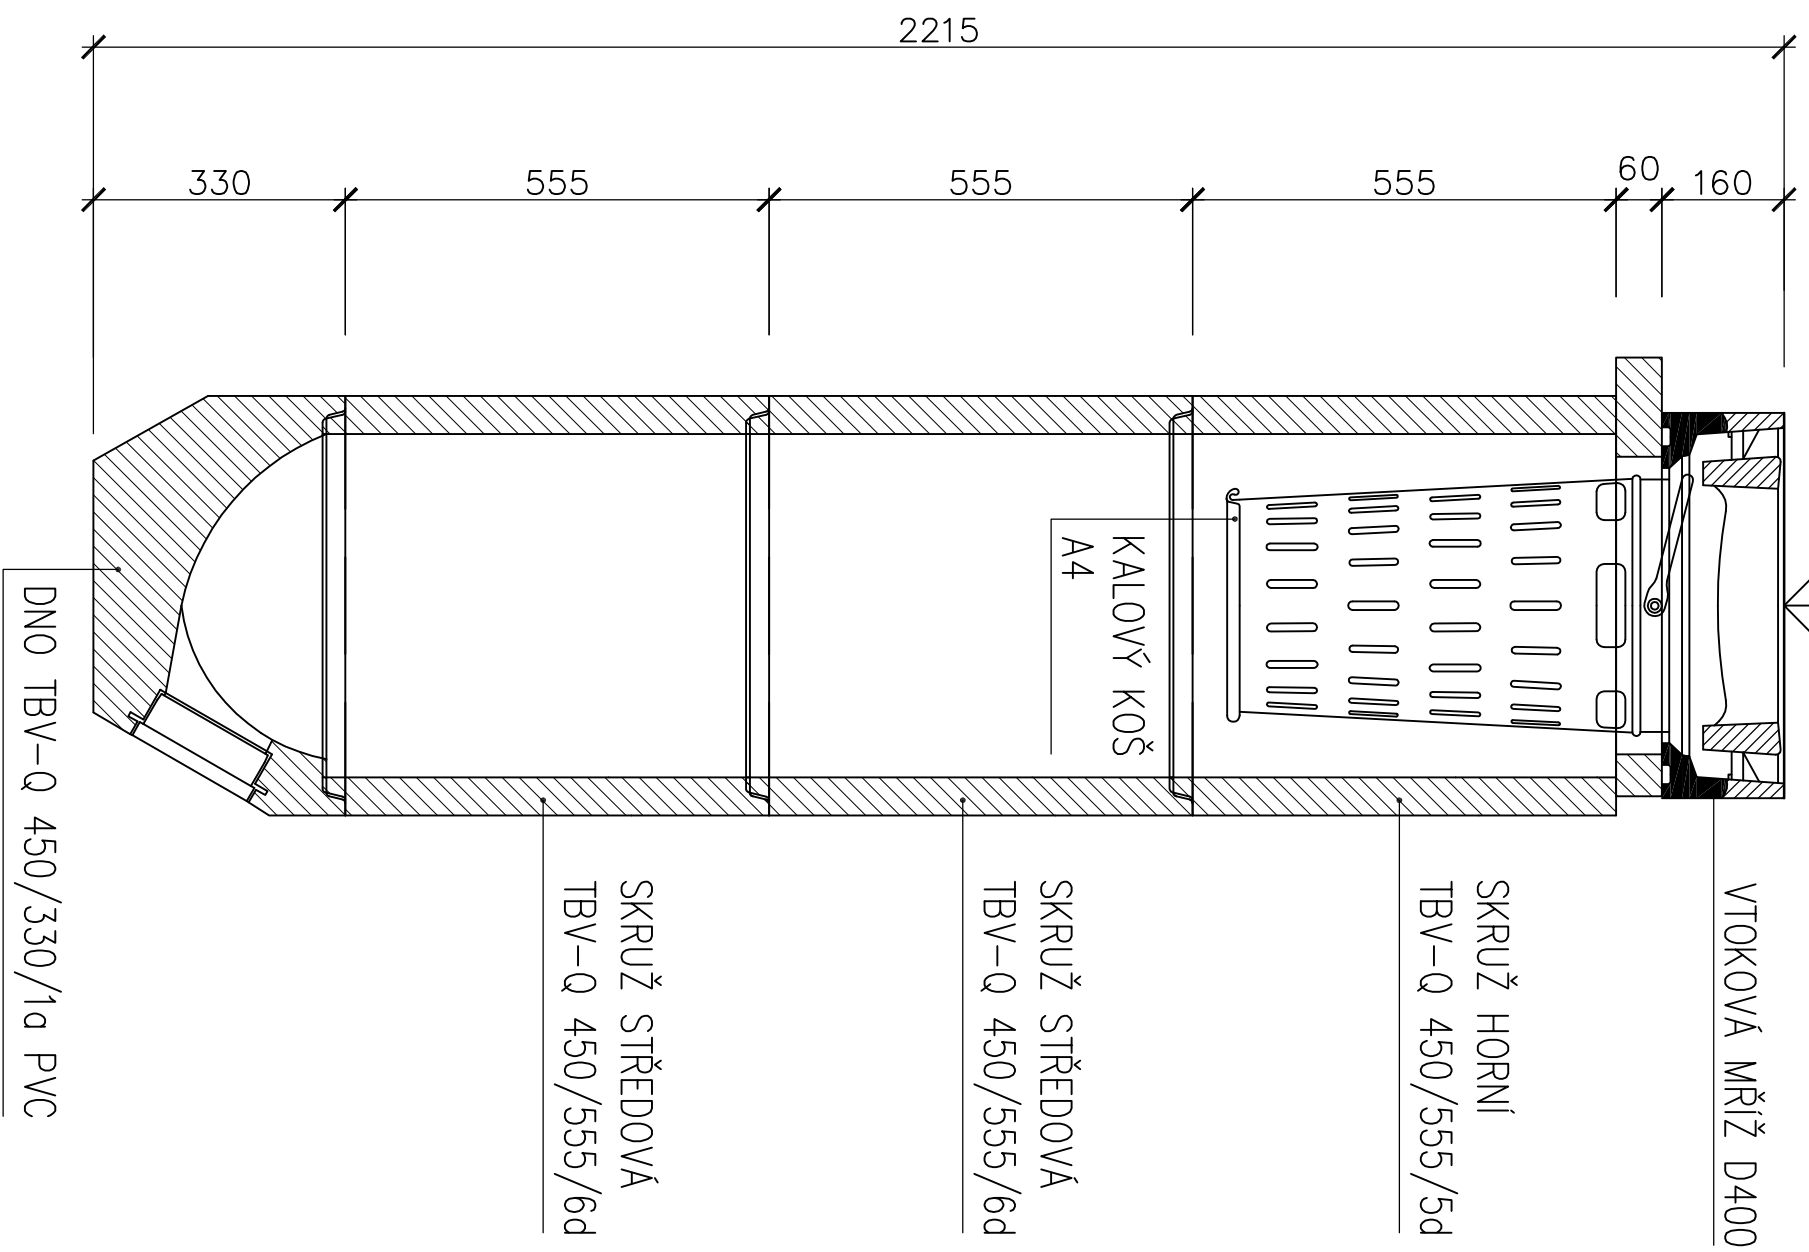 2215
330
555
555
555
60
160
VTOKOVÁ MŘÍŽ D400
SKRUŽ HORNÍ
TBV-Q 450/555/5d
KALOVÝ KOŠ
A4
SKRUŽ STŘEDOVÁ
TBV-Q 450/555/6d
SKRUŽ STŘEDOVÁ
TBV-Q 450/555/6d
DNO TBV-Q 450/330/1a PVC